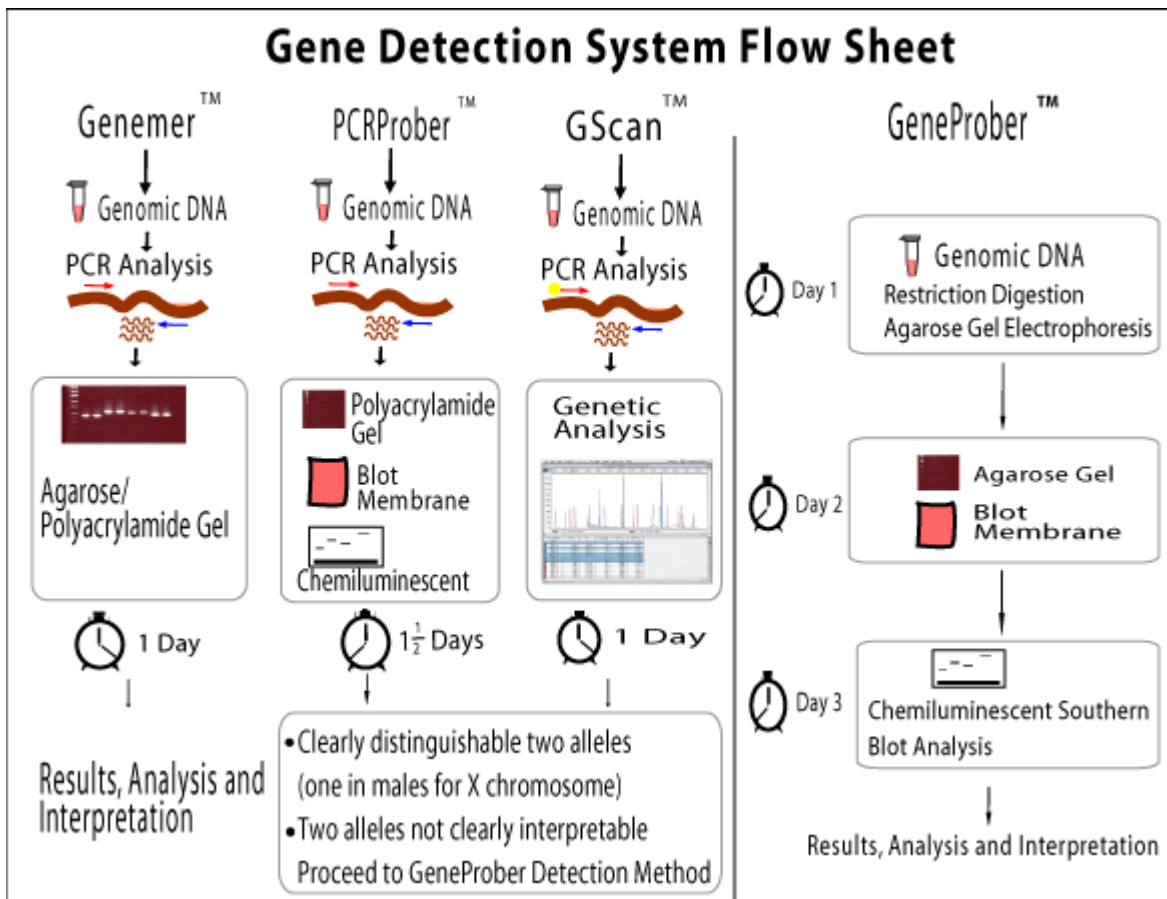 Gene Detection System Flow Sheet
Genemer™
Genomic DNA
PCR Analysis
Agarose/
Polyacrylamide Gel
1 Day
Results, Analysis and
Interpretation
PCRProber™
Genomic DNA
PCR Analysis
Polyacrylamide
Gel
Blot
Membrane
Chemiluminescent
1 1/2 Days
GScan™
Genomic DNA
PCR Analysis
Genetic
Analysis
1 Day
•Clearly distinguishable two alleles
(one in males for X chromosome)
•Two alleles not clearly interpretable
Proceed to GeneProber Detection Method
GeneProber™
Day 1
Genomic DNA
Restriction Digestion
Agarose Gel Electrophoresis
Day 2
Agarose Gel
Blot
Membrane
Day 3
Chemiluminescent Southern
Blot Analysis
Results, Analysis and Interpretation